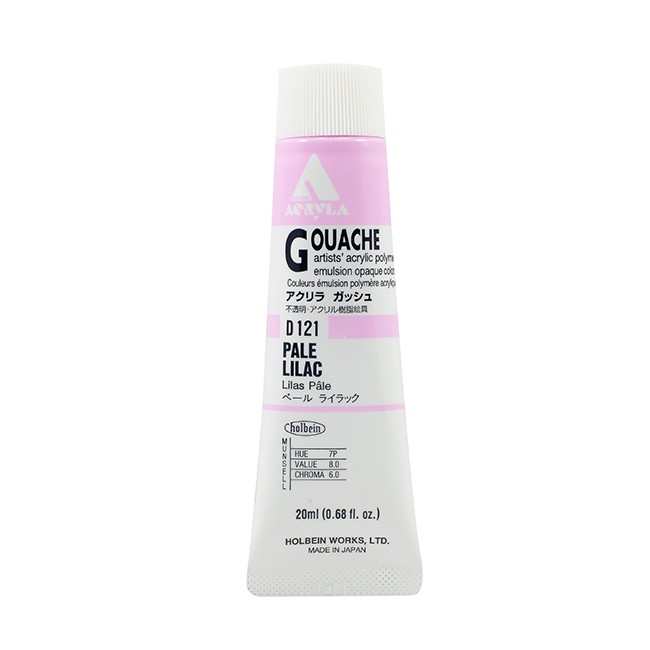 ACRYLA
GOUACHE
artists' acrylic polyme
emulsion opaque color
Couleurs émulsion polymère acryliqu
アクリラ ガッシュ
不透明・アクリル樹脂絵具
D 121
PALE
LILAC
Lilas Pâle
ペール ライラック
holbein
MUNSELL
HUE 7P
VALUE 8.0
CHROMA 6.0
20ml (0.68 fl. oz.)
HOLBEIN WORKS, LTD.
MADE IN JAPAN